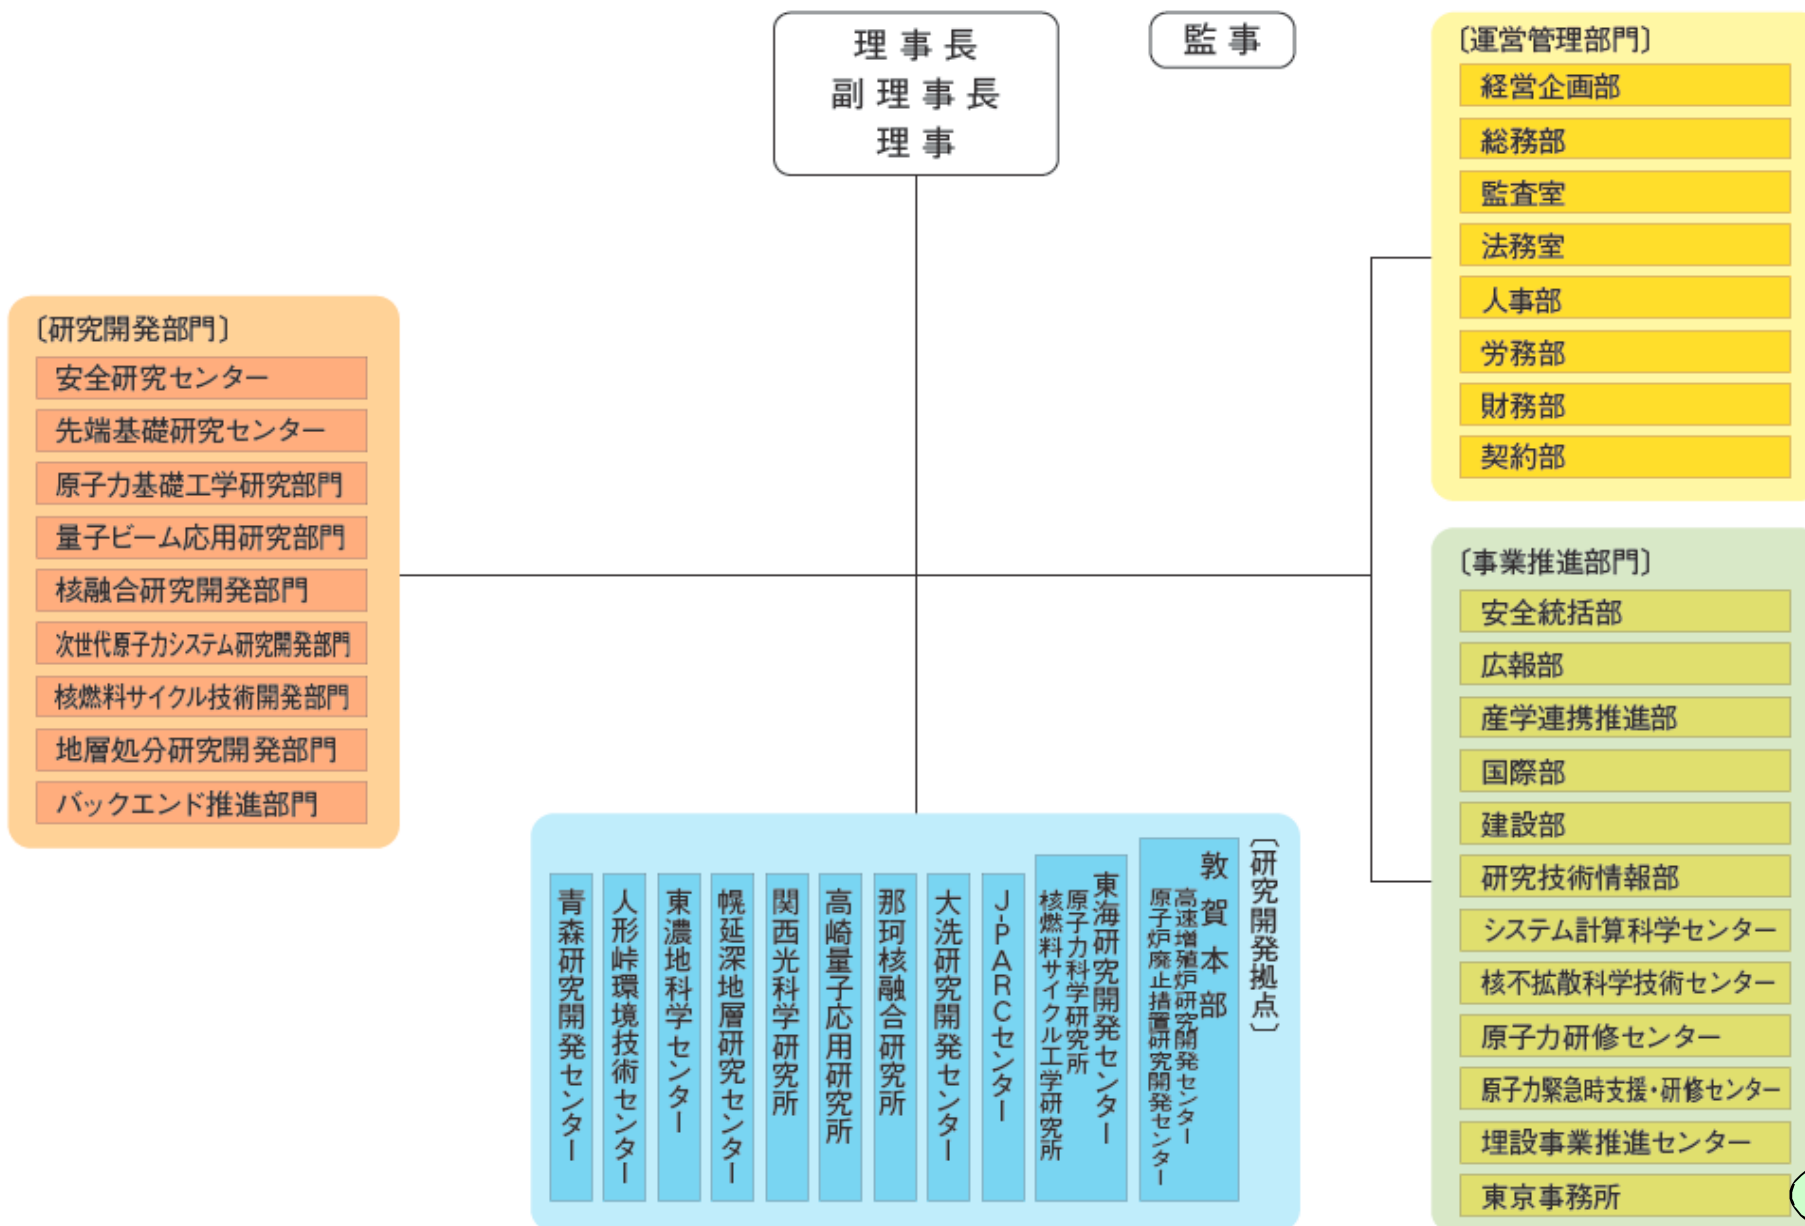 理事長
副理事長
理事
監事
〔運営管理部門〕
経営企画部
総務部
監査室
法務室
人事部
労務部
財務部
契約部
〔事業推進部門〕
安全統括部
広報部
産学連携推進部
国際部
建設部
研究技術情報部
システム計算科学センター
核不拡散科学技術センター
原子力研修センター
原子力緊急時支援・研修センター
埋設事業推進センター
東京事務所
〔研究開発部門〕
安全研究センター
先端基礎研究センター
原子力基礎工学研究部門
量子ビーム応用研究部門
核融合研究開発部門
次世代原子力システム研究開発部門
核燃料サイクル技術開発部門
地層処分研究開発部門
バックエンド推進部門
〔研究開発拠点〕
敦賀本部
高速増殖炉研究開発センター
原子炉廃止措置研究開発センター
東海研究開発センター
原子力科学研究所
核燃料サイクル工学研究所
J-PARCセンター
大洗研究開発センター
那珂核融合研究所
高崎量子応用研究所
関西光科学研究所
幌延深地層研究センター
東濃地科学センター
人形峠環境技術センター
青森研究開発センター